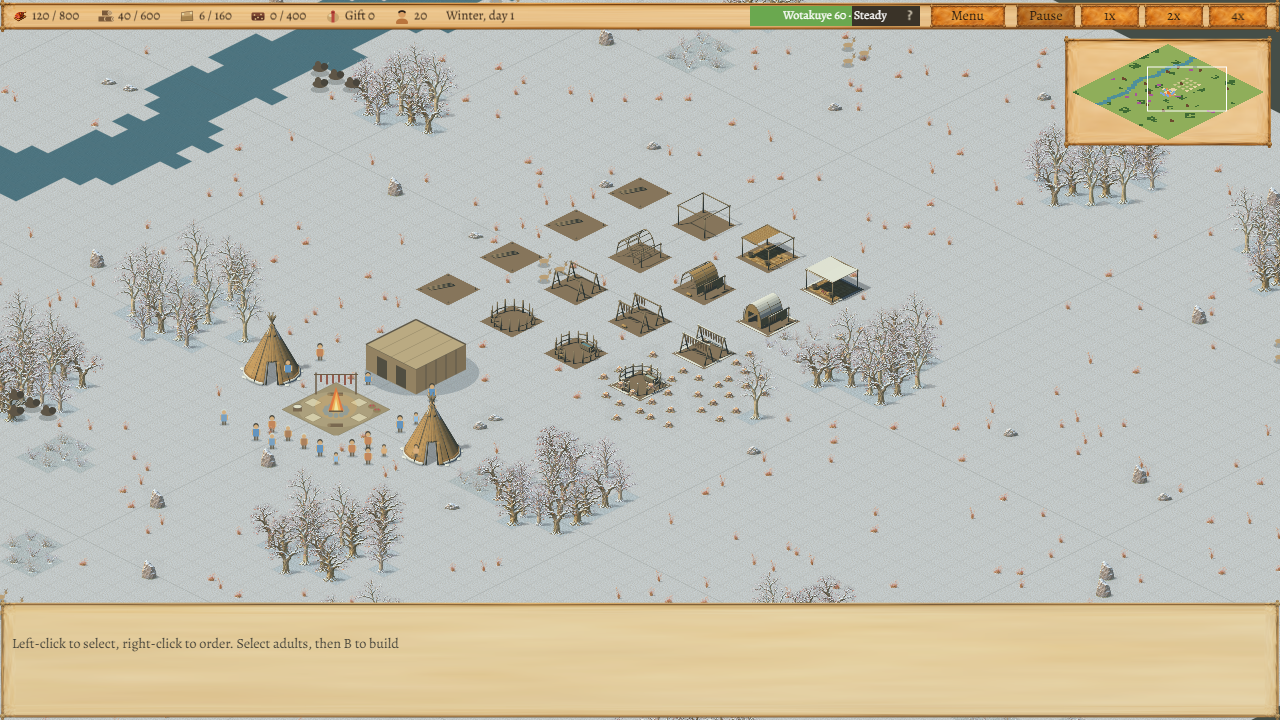 120 / 800 40 / 600 6 / 160 0 / 400 Gift 0 20 Winter, day 1 Wotakuye 60 - Steady ? Menu Pause 1x 2x 4x
Left-click to select, right-click to order. Select adults, then B to build